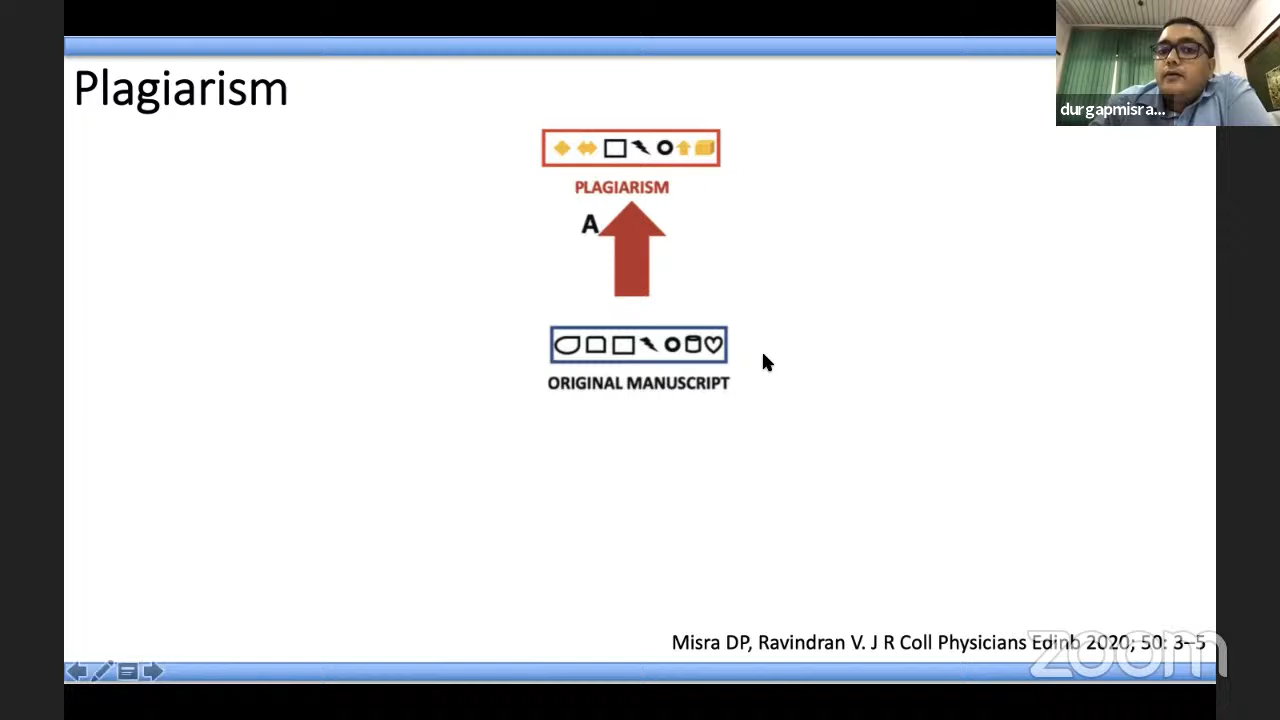 Plagiarism
durgapmisra...
PLAGIARISM
A
ORIGINAL MANUSCRIPT
Misra DP, Ravindran V. J R Coll Physicians Edinb 2020; 50: 3–5
zoom